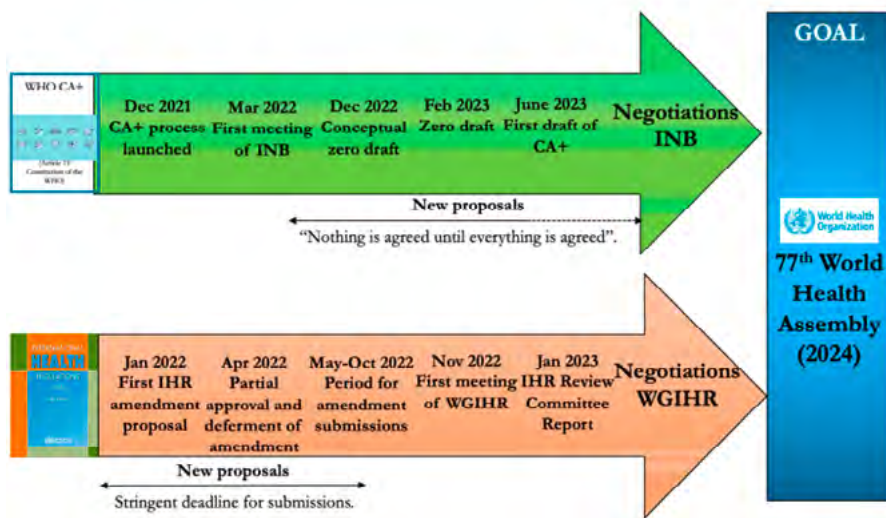 GOAL
WHO CA+
(Article 19
Constitution of the
WHO)
Dec 2021
CA+ process
launched
Mar 2022
First meeting
of INB
Dec 2022
Conceptual
zero draft
Feb 2023
Zero draft
June 2023
First draft of
CA+
Negotiations
INB
New proposals
“Nothing is agreed until everything is agreed”.
World Health
Organization
77th World
Health
Assembly
(2024)
HEALTH
REGULATIONS
Jan 2022
First IHR
amendment
proposal
Apr 2022
Partial
approval and
deferment of
amendment
May-Oct 2022
Period for
amendment
submissions
Nov 2022
First meeting
of WGIHR
Jan 2023
IHR Review
Committee
Report
Negotiations
WGIHR
New proposals
Stringent deadline for submissions.